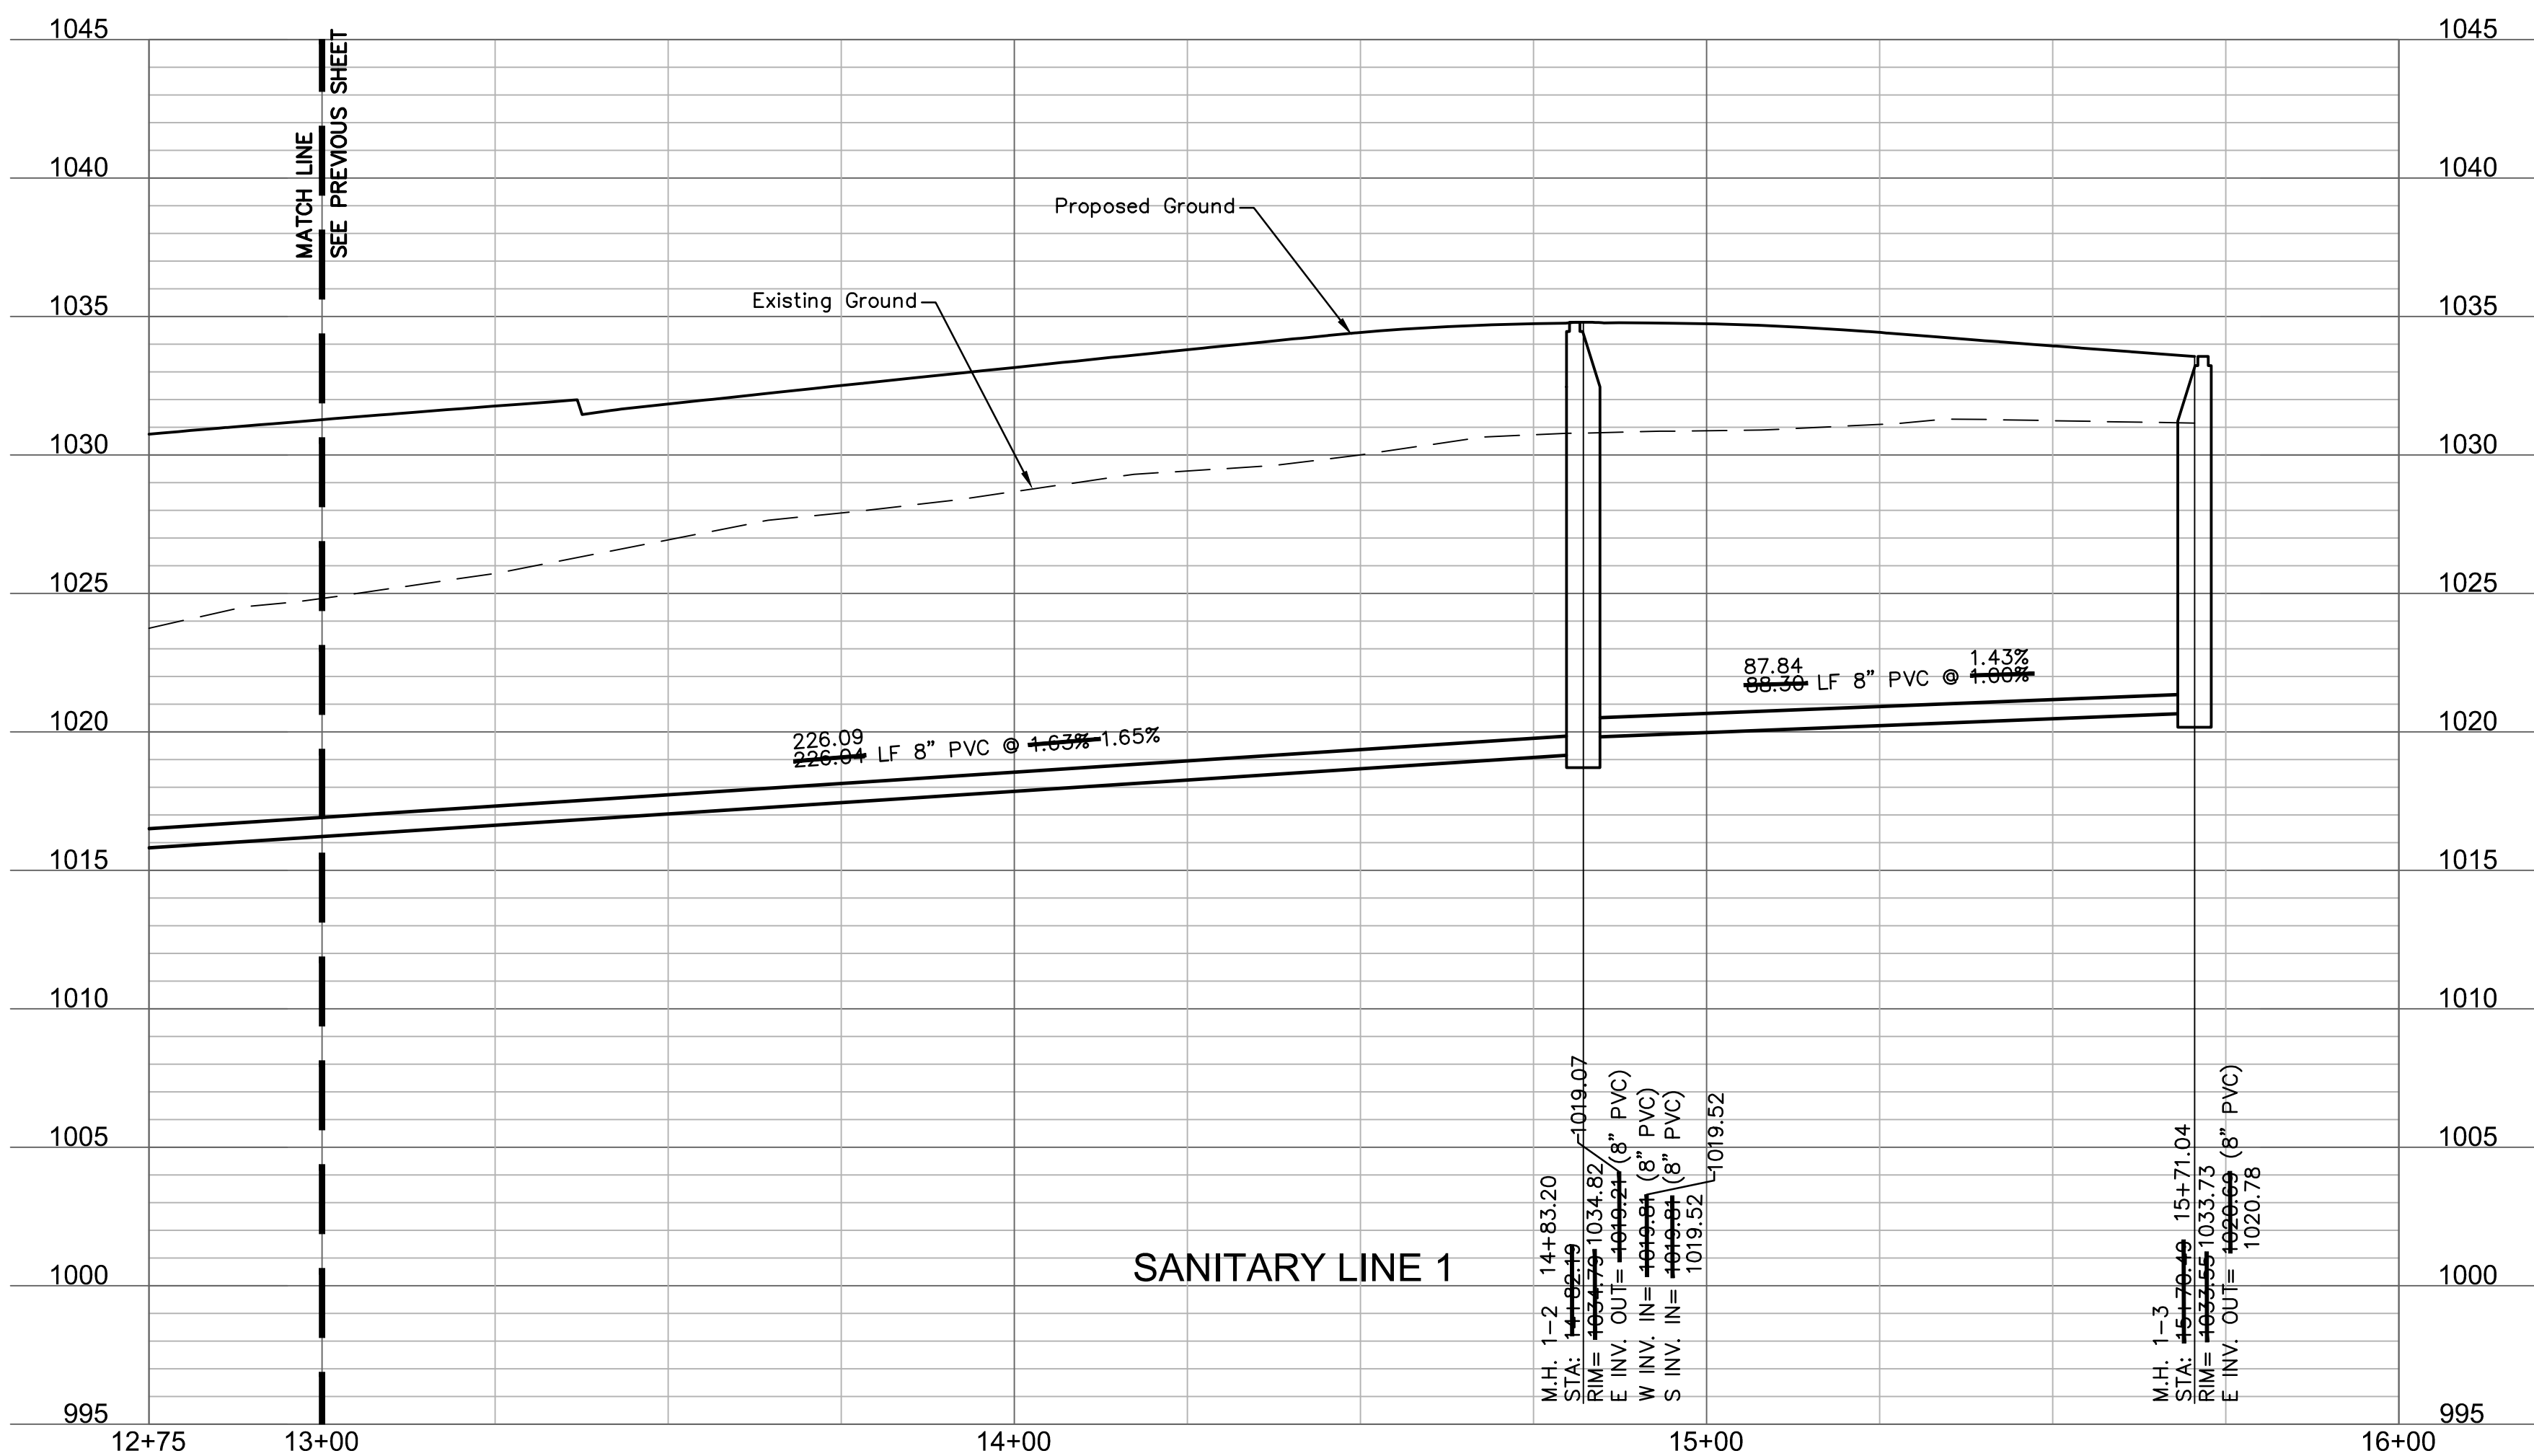 1045
1045
MATCH LINE
SEE PREVIOUS SHEET
1040
1040
Proposed Ground
1035
1035
Existing Ground
1030
1030
1025
1025
87.84
1.43%
88.30 LF 8" PVC @ 1.00%
1020
1020
226.09
226.04 LF 8" PVC @ 1.63% 1.65%
1015
1015
1010
1010
1005
1005
1000
1000
995
995
SANITARY LINE 1
M.H. 1-2 14+83.20
STA: 14+82.19
RIM= 1034.79 1034.82
1019.07
E INV. OUT= 1019.21 (8" PVC)
W INV. IN= 1019.81 (8" PVC)
1019.52
S INV. IN= 1019.81 (8" PVC)
1019.52
M.H. 1-3
STA: 15+70.49 15+71.04
RIM= 1033.55 1033.73
E INV. OUT= 1020.69 (8" PVC)
1020.78
12+75
13+00
14+00
15+00
16+00